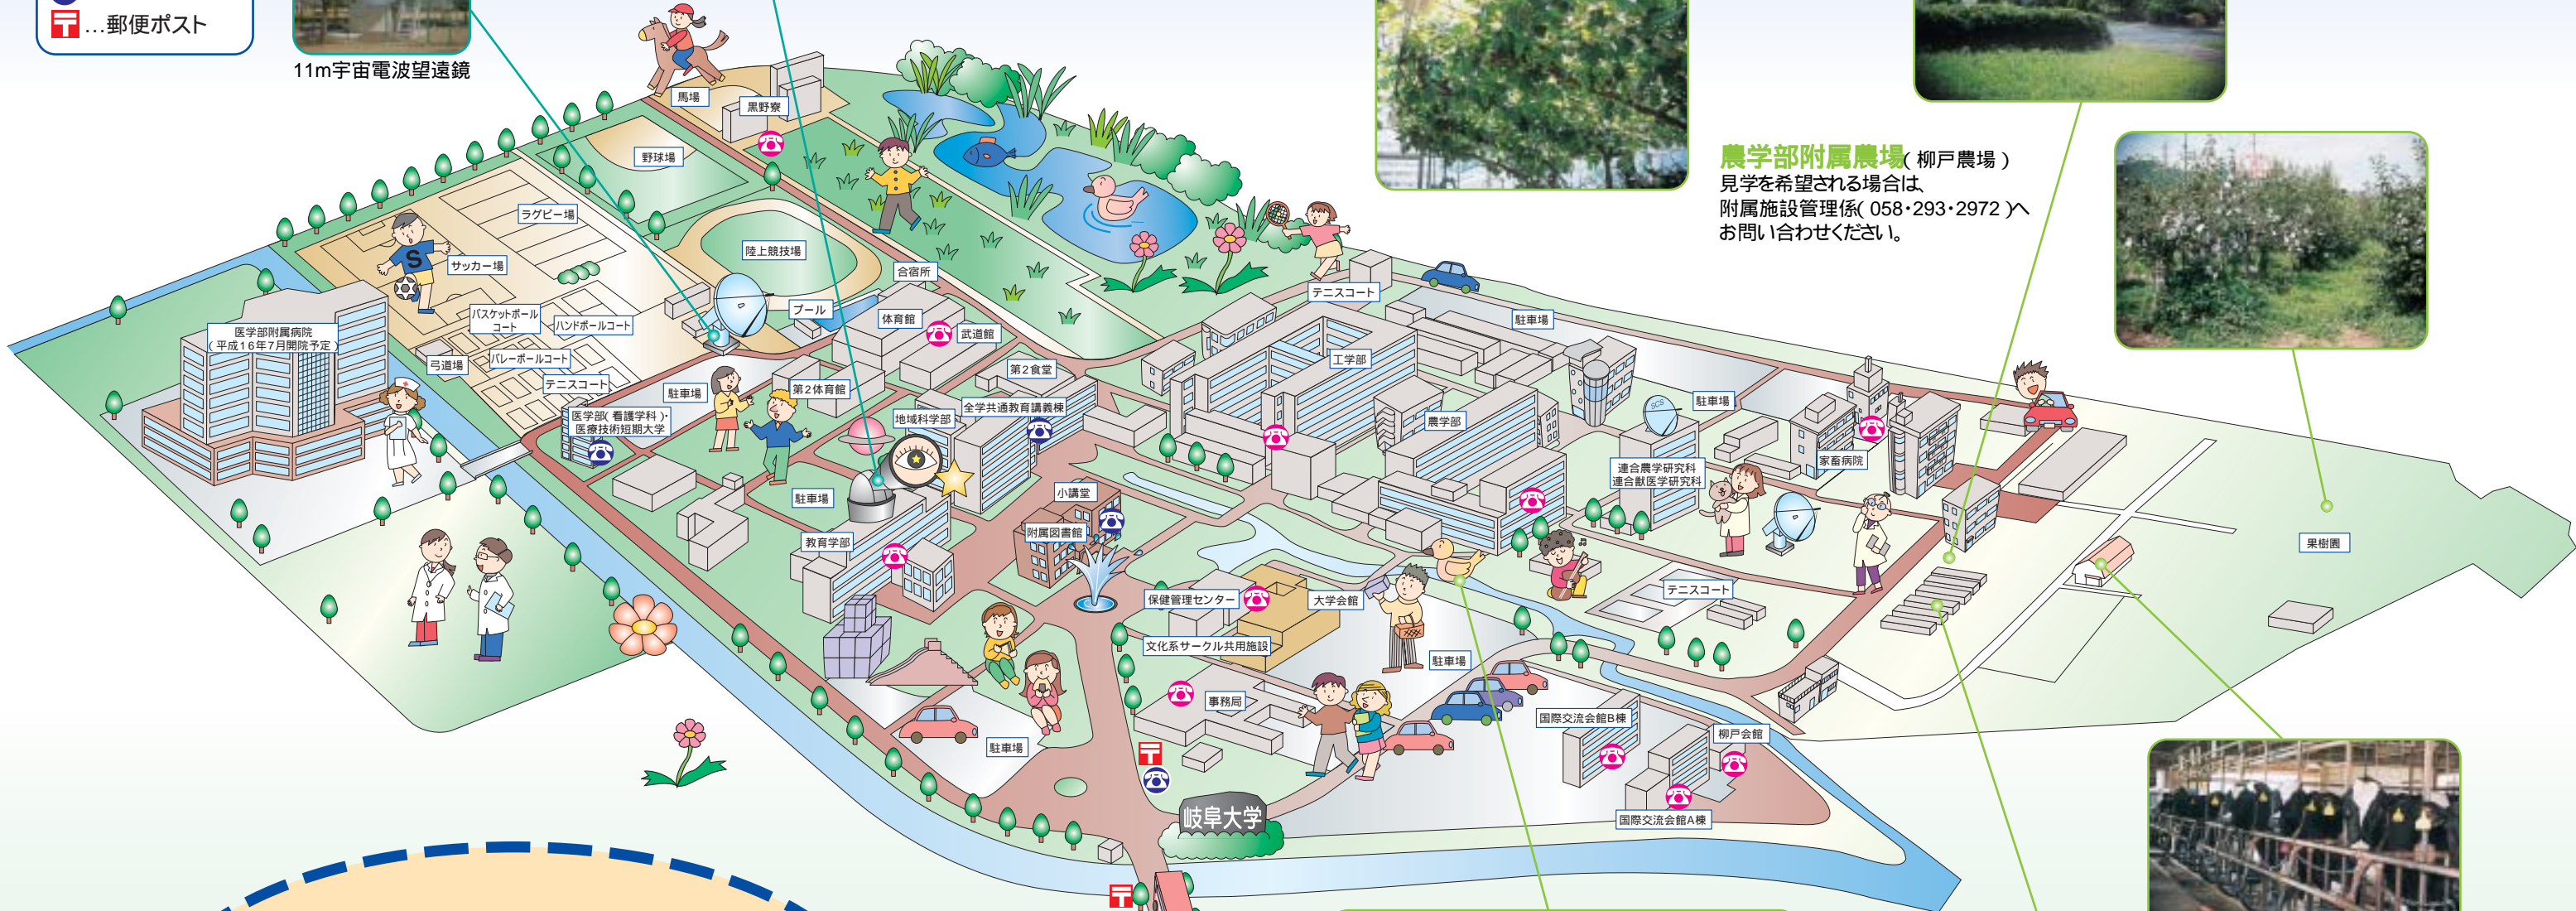 〒…郵便ポスト
11m宇宙電波望遠鏡
農学部附属農場(柳戸農場)
見学を希望される場合は、
附属施設管理係(058・293・2972)へ
お問い合わせください。
馬場
黒野寮
野球場
ラグビー場
陸上競技場
サッカー場
合宿所
テニスコート
プール
体育館
武道館
駐車場
バスケットボール
コート
ハンドボールコート
医学部附属病院
(平成16年7月開院予定)
弓道場
バレーボールコート
テニスコート
工学部
第2食堂
駐車場
第2体育館
駐車場
医学部(看護学科)・
医療技術短期大学
地域科学部
全学共通教育講義棟
農学部
SCS
連合農学研究科
連合獣医学研究科
家畜病院
駐車場
小講堂
附属図書館
教育学部
果樹園
保健管理センター
大学会館
テニスコート
文化系サークル共用施設
駐車場
事務局
国際交流会館B棟
柳戸会館
駐車場
〒
岐阜大学
国際交流会館A棟
〒
S